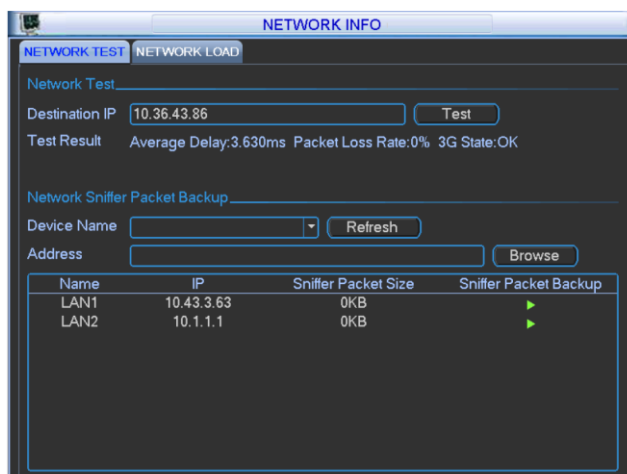 NETWORK INFO
NETWORK TEST NETWORK LOAD
Network Test
Destination IP 10.36.43.86 Test
Test Result Average Delay:3.630ms Packet Loss Rate:0% 3G State:OK
Network Sniffer Packet Backup
Device Name Refresh
Address Browse
Name IP Sniffer Packet Size Sniffer Packet Backup
LAN1 10.43.3.63 0KB
LAN2 10.1.1.1 0KB